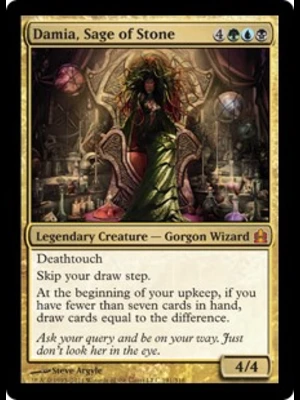 Damia, Sage of Stone 4
Legendary Creature — Gorgon Wizard
Deathtouch
Skip your draw step.
At the beginning of your upkeep, if you
have fewer than seven cards in hand,
draw cards equal to the difference.
Ask your query and be on your way. Just
don't look her in the eye.
Steve Argyle
4/4